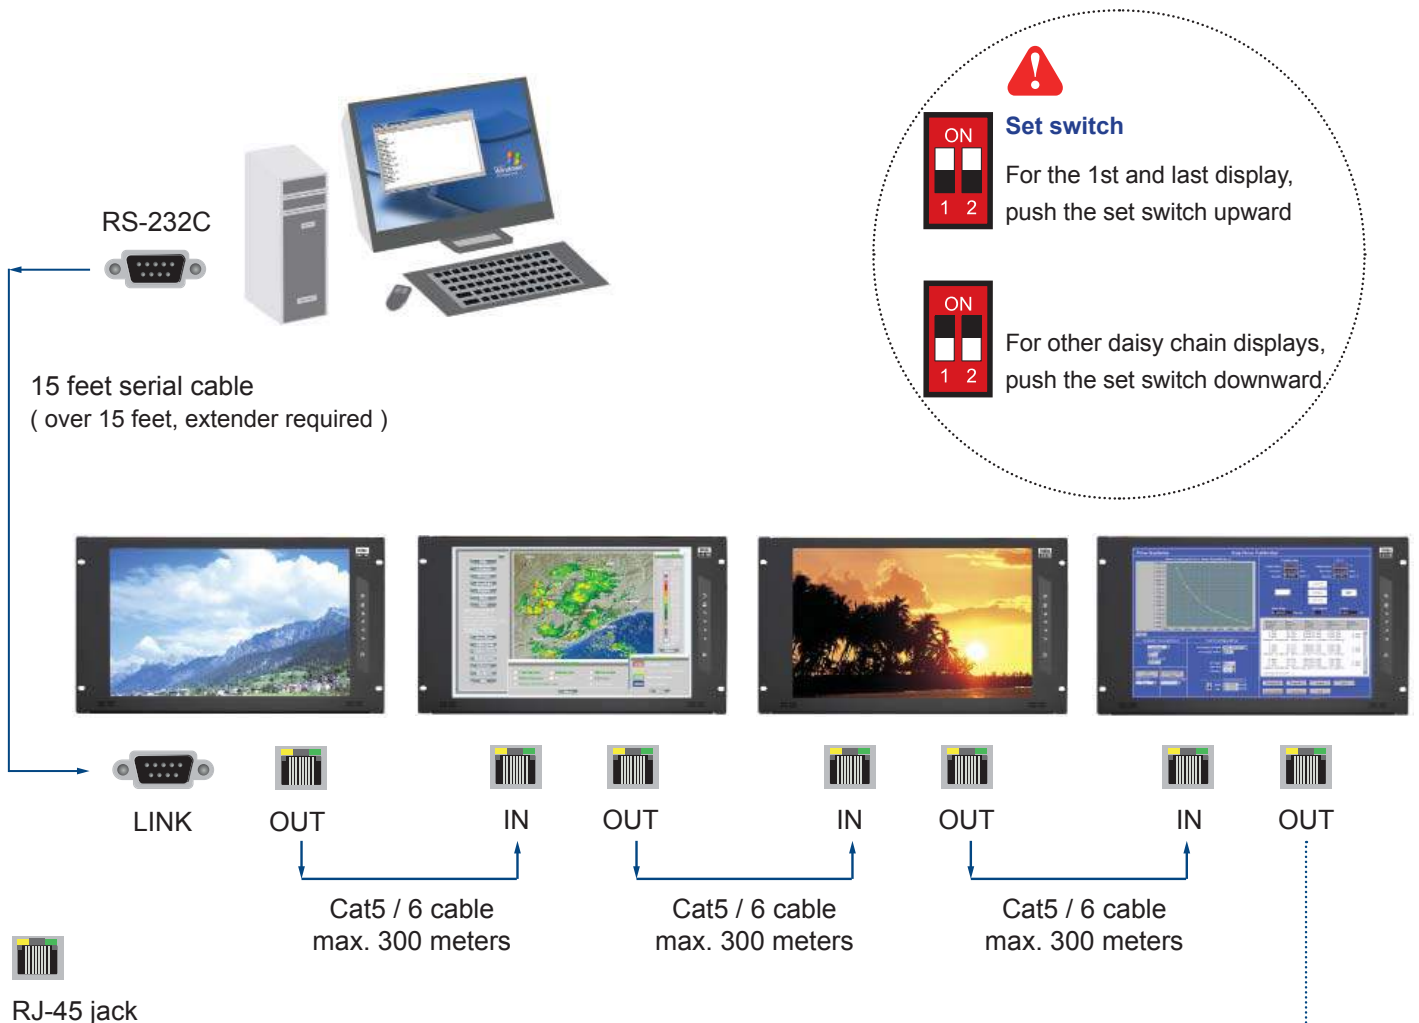 ON
Set switch
For the 1st and last display,
push the set switch upward
1 2
RS-232C
ON
For other daisy chain displays,
push the set switch downward.
1 2
15 feet serial cable
( over 15 feet, extender required )
LINK
OUT
IN
OUT
IN
OUT
IN
OUT
Cat5 / 6 cable
max. 300 meters
Cat5 / 6 cable
max. 300 meters
Cat5 / 6 cable
max. 300 meters
RJ-45 jack